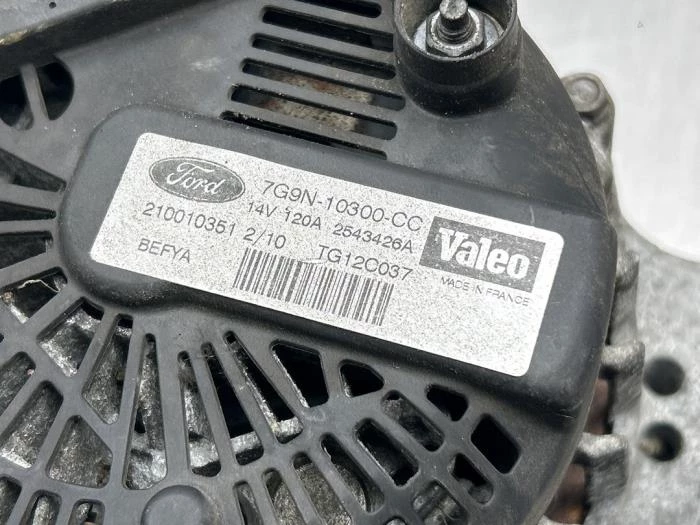 Ford 7G9N-10300-CC
14V 120A 2543426A
210010351 2/10 Valeo
BEFYA TG12C037 MADE IN FRANCE